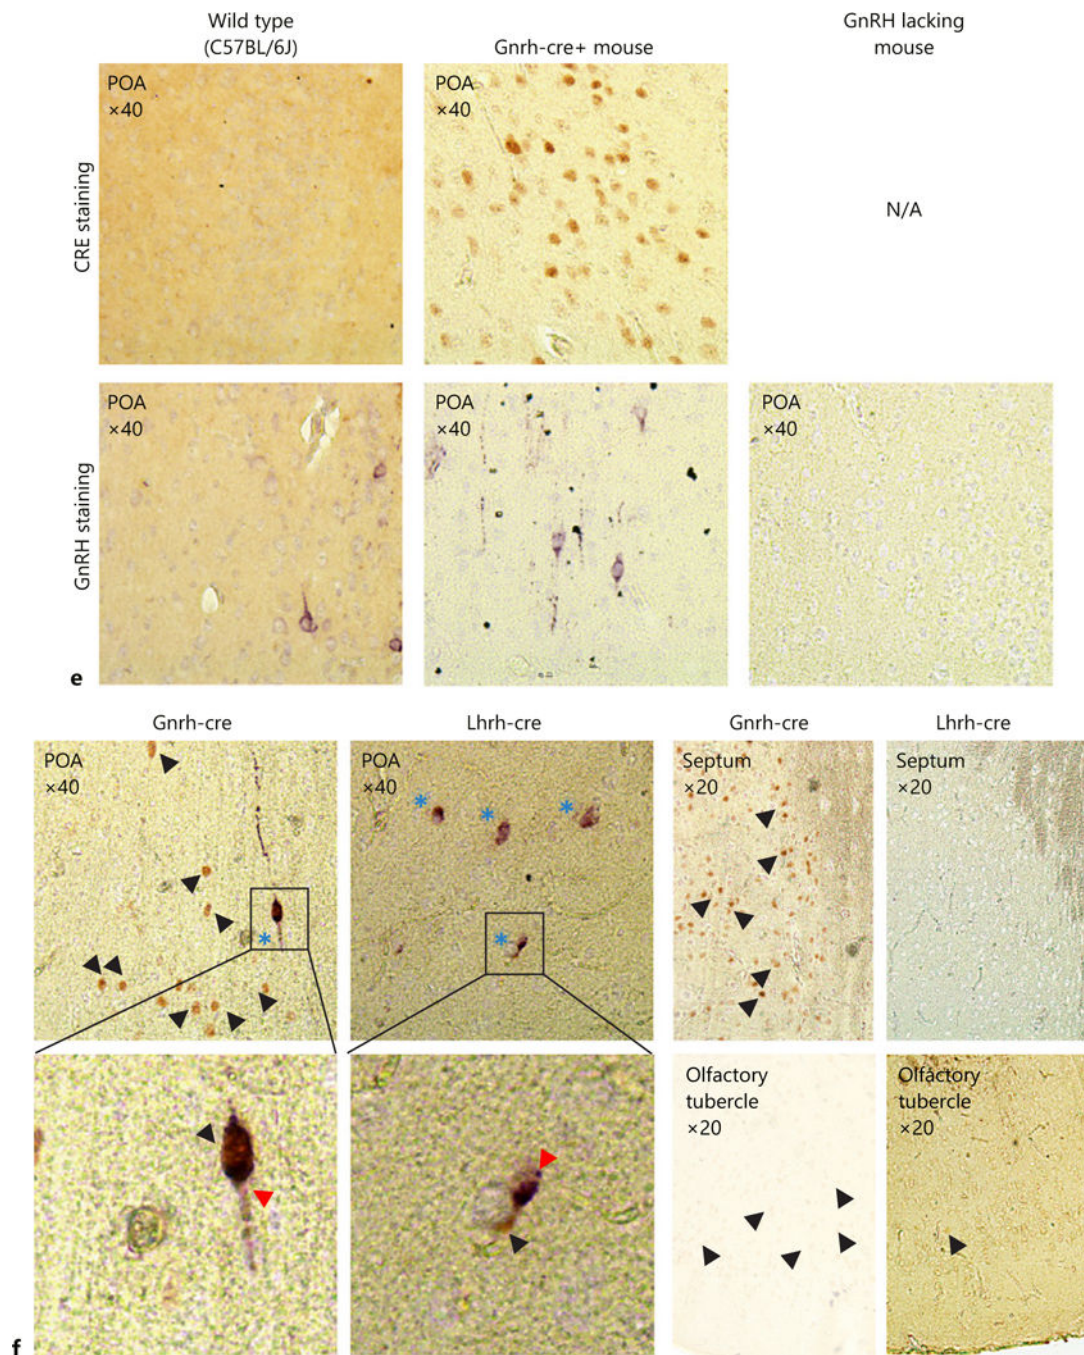 Wild type
(C57BL/6J)
Gnrh-cre+ mouse
GnRH lacking
mouse
CRE staining
POA
×40
POA
×40
N/A
GnRH staining
POA
×40
POA
×40
POA
×40
e
Gnrh-cre
Lhrh-cre
Gnrh-cre
Lhrh-cre
POA
×40
POA
×40
Septum
×20
Septum
×20
Olfactory
tubercle
×20
Olfactory
tubercle
×20
f